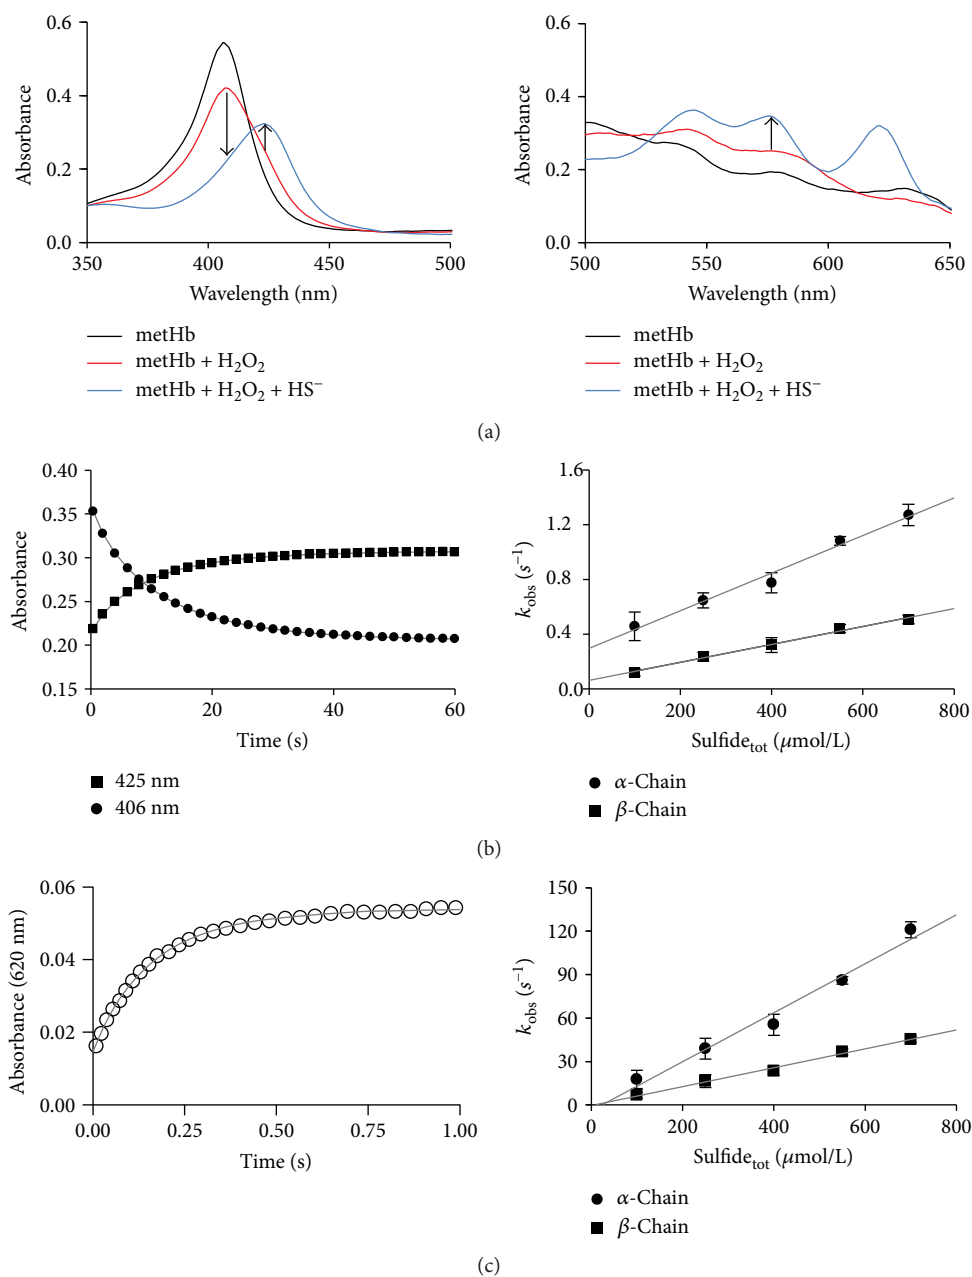 0.6
0.4
0.2
0.0
Absorbance
350
400
450
500
Wavelength (nm)
metHb
metHb + H₂O₂
metHb + H₂O₂ + HS⁻
0.6
0.4
0.2
0.0
Absorbance
500
550
600
650
Wavelength (nm)
metHb
metHb + H₂O₂
metHb + H₂O₂ + HS⁻
(a)
0.40
0.35
0.30
0.25
0.20
0.15
Absorbance
0
20
40
60
Time (s)
425 nm
406 nm
1.6
1.2
0.8
0.4
0.0
k_obs (s⁻¹)
0
200
400
600
800
Sulfide_tot (μmol/L)
α-Chain
β-Chain
(b)
0.06
0.04
0.02
0.00
Absorbance (620 nm)
0.00
0.25
0.50
0.75
1.00
Time (s)
150
120
90
60
30
0
k_obs (s⁻¹)
0
200
400
600
800
Sulfide_tot (μmol/L)
α-Chain
β-Chain
(c)